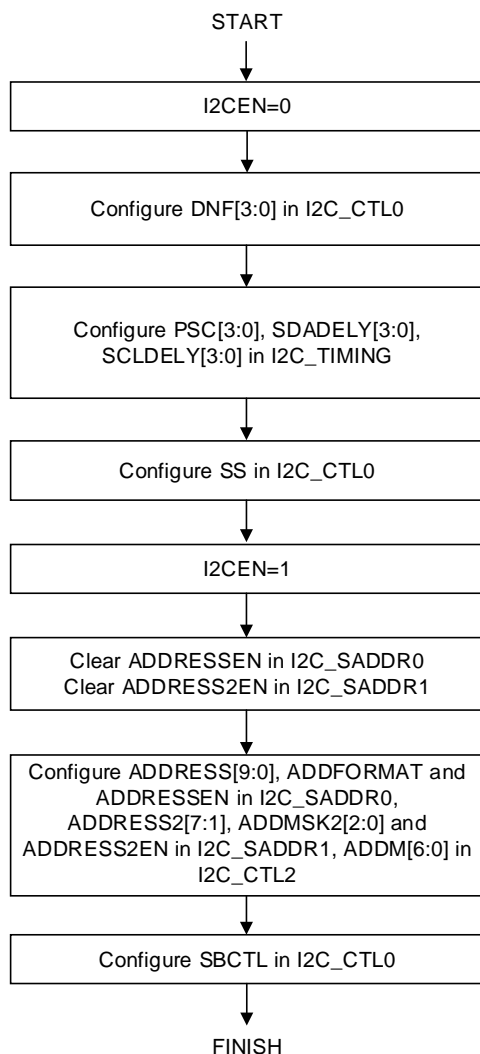 START
I2CEN=0
Configure DNF[3:0] in I2C_CTL0
Configure PSC[3:0], SDADELY[3:0],
SCLDELY[3:0] in I2C_TIMING
Configure SS in I2C_CTL0
I2CEN=1
Clear ADDRESSEN in I2C_SADDR0
Clear ADDRESS2EN in I2C_SADDR1
Configure ADDRESS[9:0], ADDFORMAT and
ADDRESSEN in I2C_SADDR0,
ADDRESS2[7:1], ADDMSK2[2:0] and
ADDRESS2EN in I2C_SADDR1, ADDM[6:0] in
I2C_CTL2
Configure SBCTL in I2C_CTL0
FINISH